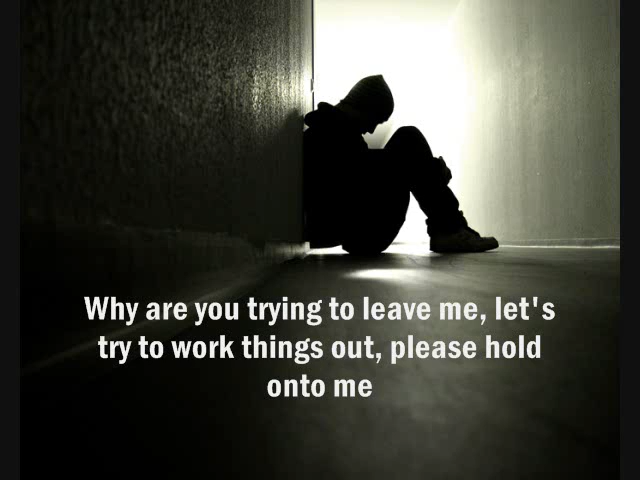 Why are you trying to leave me, let's
try to work things out, please hold
onto me